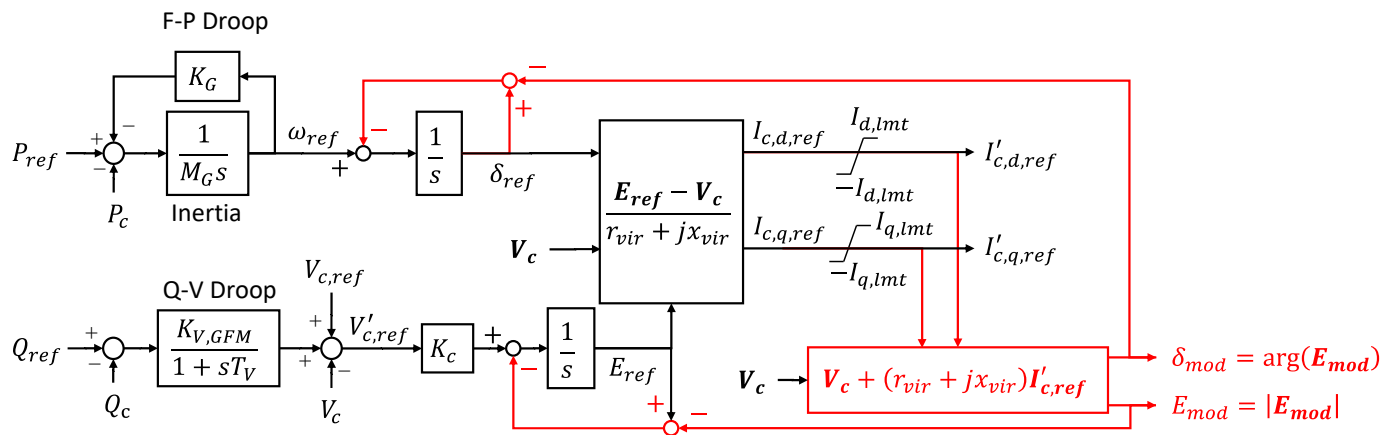 F-P Droop
K_G
P_ref
+
−
−
1
M_G s
Inertia
P_c
ω_ref
+
−
1
s
δ_ref
−
+
E_ref − V_c
r_vir + jx_vir
V_c
I_c,d,ref
I_d,lmt
−I_d,lmt
I′_c,d,ref
I_c,q,ref
I_q,lmt
−I_q,lmt
I′_c,q,ref
Q-V Droop
Q_ref
+
−
Q_c
K_V,GFM
1 + sT_V
V_c,ref
+
+
−
V_c
V′_c,ref
K_c
+
−
1
s
E_ref
+
−
V_c
V_c + (r_vir + jx_vir)I′_c,ref
δ_mod = arg(E_mod)
E_mod = |E_mod|